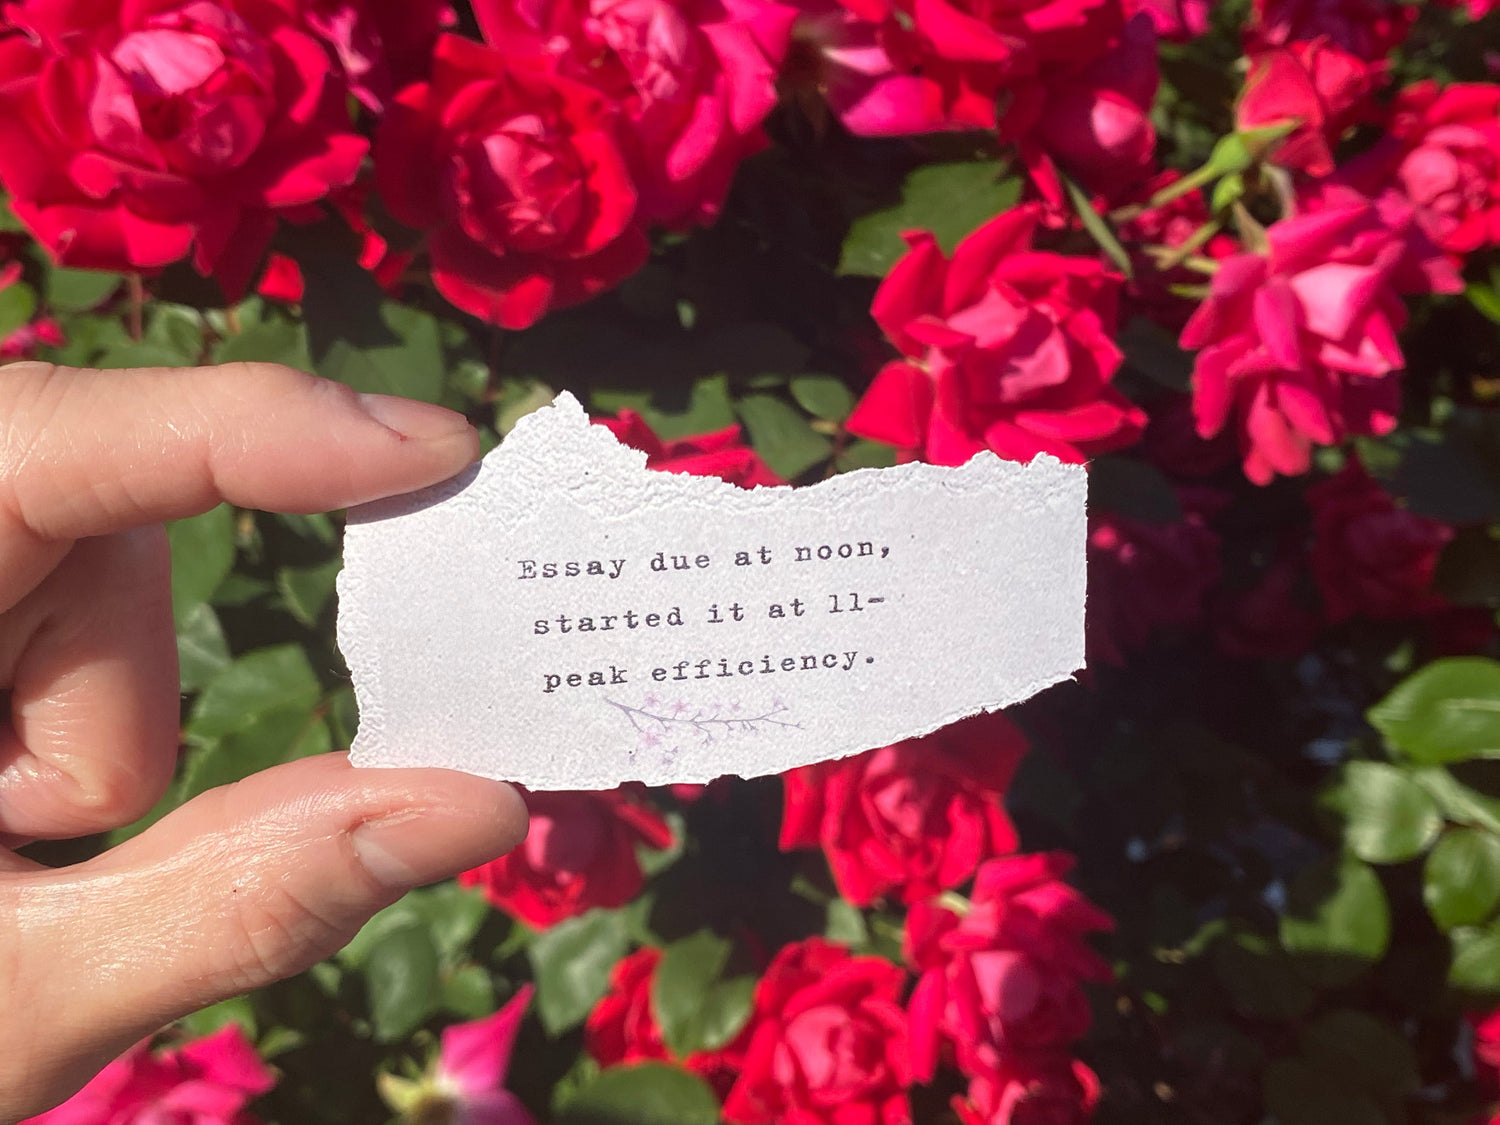 Essay due at noon,
started it at 11-
peak efficiency.